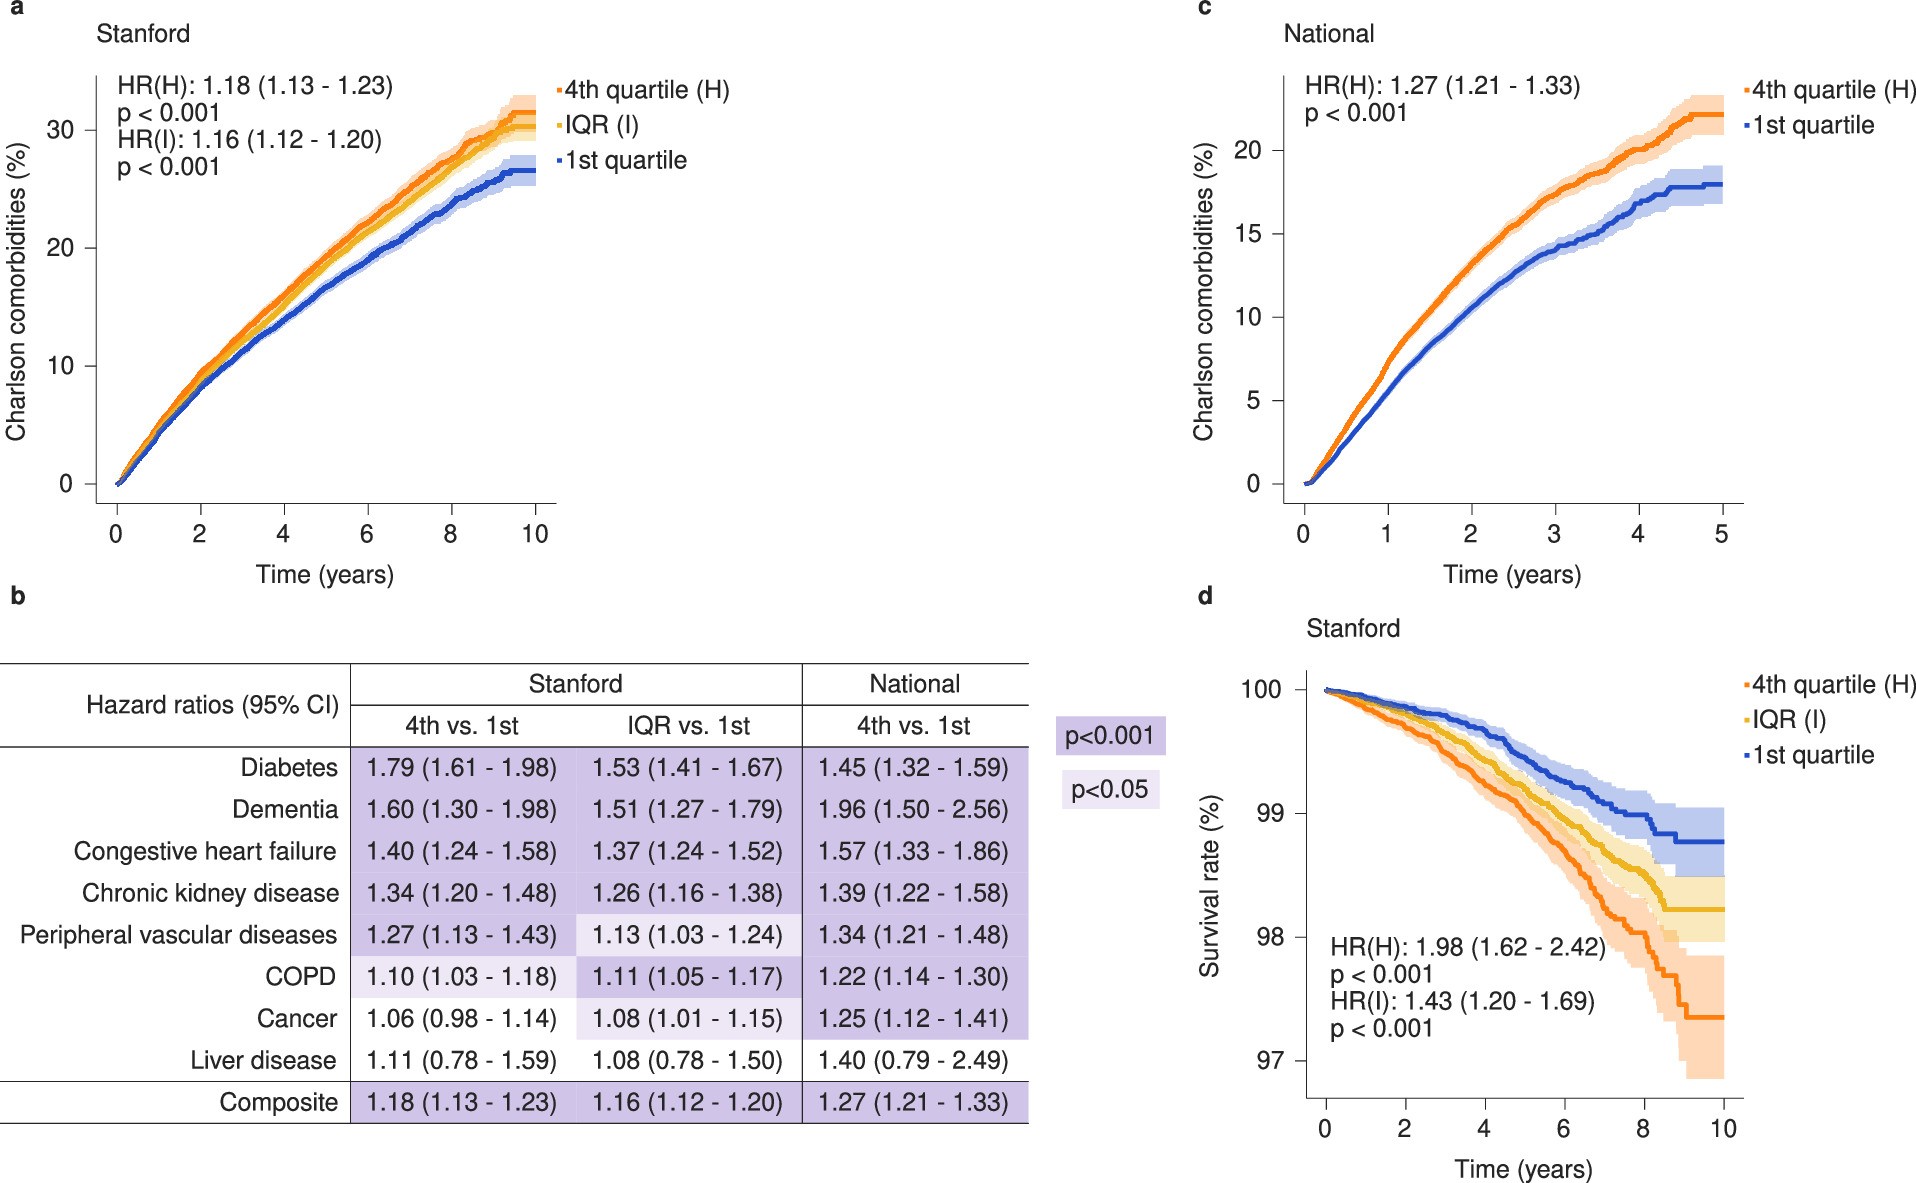 a
Stanford
HR(H): 1.18 (1.13 - 1.23)
p < 0.001
HR(I): 1.16 (1.12 - 1.20)
p < 0.001
4th quartile (H)
IQR (I)
1st quartile
Charlson comorbidities (%)
30
20
10
0
0 2 4 6 8 10
Time (years)
c
National
HR(H): 1.27 (1.21 - 1.33)
p < 0.001
4th quartile (H)
1st quartile
Charlson comorbidities (%)
20
15
10
5
0
0 1 2 3 4 5
Time (years)
b
Hazard ratios (95% CI) Stanford National
4th vs. 1st IQR vs. 1st 4th vs. 1st
Diabetes 1.79 (1.61 - 1.98) 1.53 (1.41 - 1.67) 1.45 (1.32 - 1.59)
Dementia 1.60 (1.30 - 1.98) 1.51 (1.27 - 1.79) 1.96 (1.50 - 2.56)
Congestive heart failure 1.40 (1.24 - 1.58) 1.37 (1.24 - 1.52) 1.57 (1.33 - 1.86)
Chronic kidney disease 1.34 (1.20 - 1.48) 1.26 (1.16 - 1.38) 1.39 (1.22 - 1.58)
Peripheral vascular diseases 1.27 (1.13 - 1.43) 1.13 (1.03 - 1.24) 1.34 (1.21 - 1.48)
COPD 1.10 (1.03 - 1.18) 1.11 (1.05 - 1.17) 1.22 (1.14 - 1.30)
Cancer 1.06 (0.98 - 1.14) 1.08 (1.01 - 1.15) 1.25 (1.12 - 1.41)
Liver disease 1.11 (0.78 - 1.59) 1.08 (0.78 - 1.50) 1.40 (0.79 - 2.49)
Composite 1.18 (1.13 - 1.23) 1.16 (1.12 - 1.20) 1.27 (1.21 - 1.33)
p<0.001
p<0.05
d
Stanford
4th quartile (H)
IQR (I)
1st quartile
Survival rate (%)
100
99
98
97
HR(H): 1.98 (1.62 - 2.42)
p < 0.001
HR(I): 1.43 (1.20 - 1.69)
p < 0.001
0 2 4 6 8 10
Time (years)